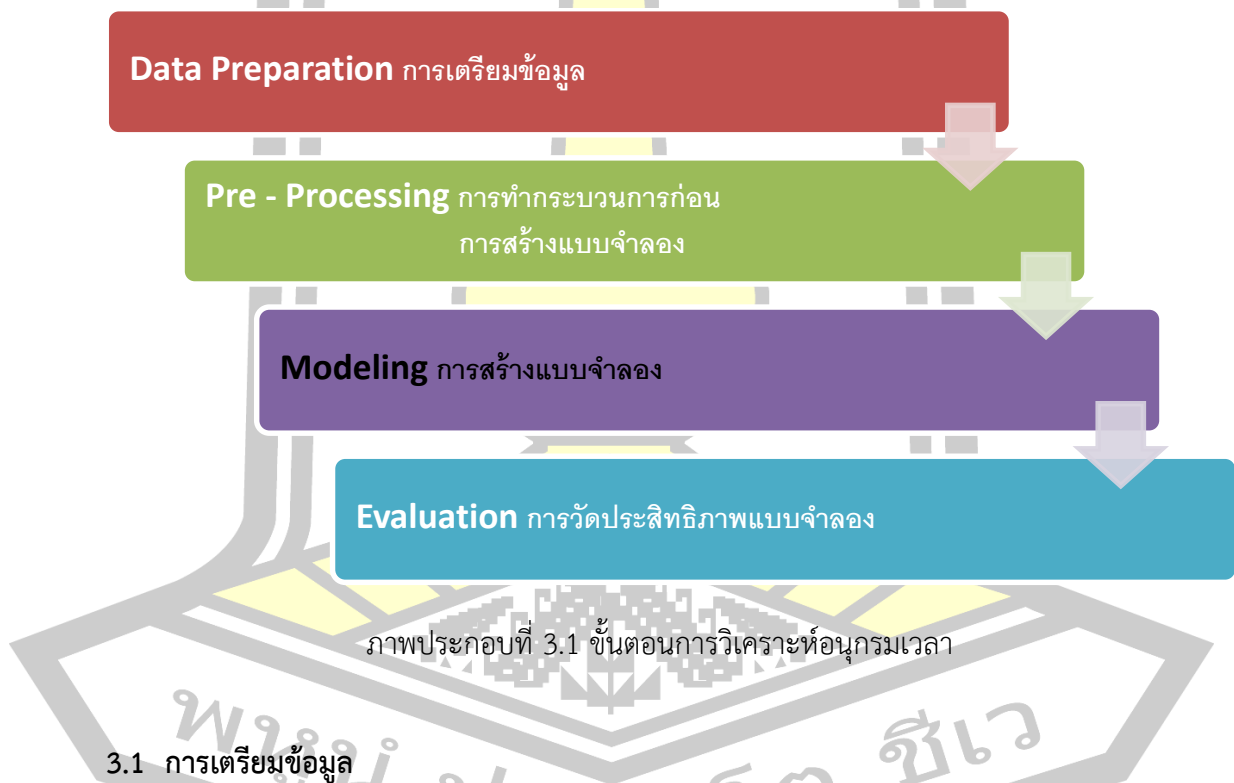 Data Preparation การเตรียมข้อมูล
Pre - Processing การทำกระบวนการก่อน
การสร้างแบบจำลอง
Modeling การสร้างแบบจำลอง
Evaluation การวัดประสิทธิภาพแบบจำลอง
ภาพประกอบที่ 3.1 ขั้นตอนการวิเคราะห์อนุกรมเวลา
3.1 การเตรียมข้อมูล
ชีเว